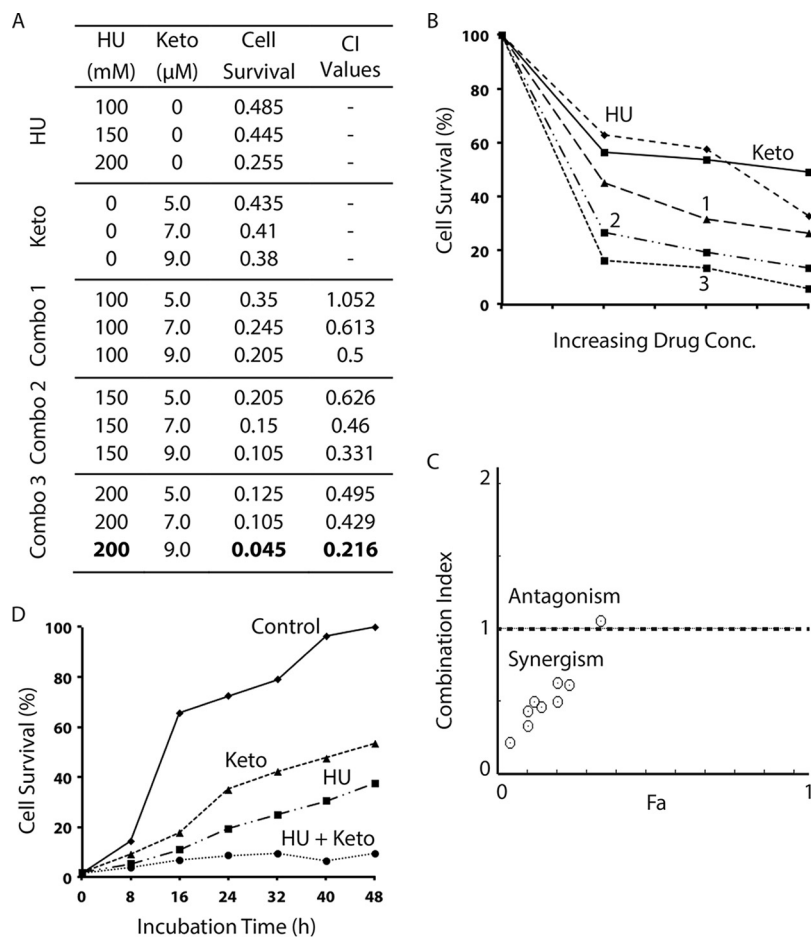 A
HU Keto Cell CI
(mM) (μM) Survival Values
HU
100 0 0.485 -
150 0 0.445 -
200 0 0.255 -
Keto
0 5.0 0.435 -
0 7.0 0.41 -
0 9.0 0.38 -
Combo 1
100 5.0 0.35 1.052
100 7.0 0.245 0.613
100 9.0 0.205 0.5
Combo 2
150 5.0 0.205 0.626
150 7.0 0.15 0.46
150 9.0 0.105 0.331
Combo 3
200 5.0 0.125 0.495
200 7.0 0.105 0.429
200 9.0 0.045 0.216
B
Cell Survival (%)
100
80
60
40
20
0
HU
Keto
1
2
3
Increasing Drug Conc.
C
Combination Index
2
1
0
Antagonism
Synergism
0 1
Fa
D
Cell Survival (%)
100
80
60
40
20
0
Control
Keto
HU
HU + Keto
0 8 16 24 32 40 48
Incubation Time (h)